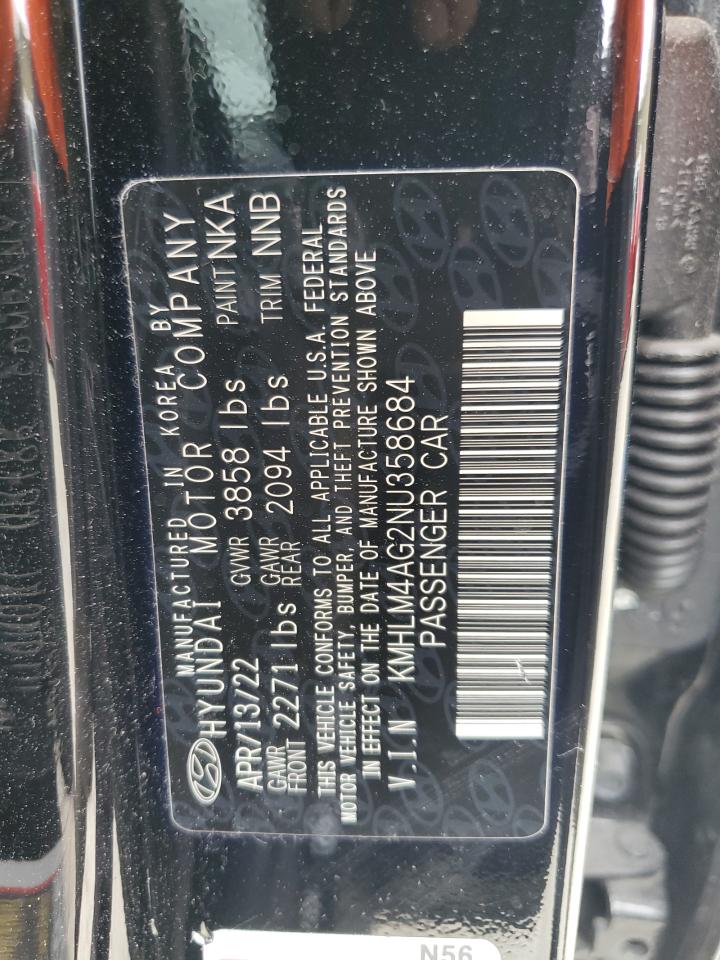 MANUFACTURED IN KOREA BY
HYUNDAI MOTOR COMPANY
APR/13/22 GVWR 3858 lbs PAINT NKA
GAWR FRONT 2271 lbs GAWR REAR 2094 lbs TRIM NNB
THIS VEHICLE CONFORMS TO ALL APPLICABLE U.S.A. FEDERAL
MOTOR VEHICLE SAFETY, BUMPER, AND THEFT PREVENTION STANDARDS
IN EFFECT ON THE DATE OF MANUFACTURE SHOWN ABOVE
V.I.N KMHLM4AG2NU358684
PASSENGER CAR
N56